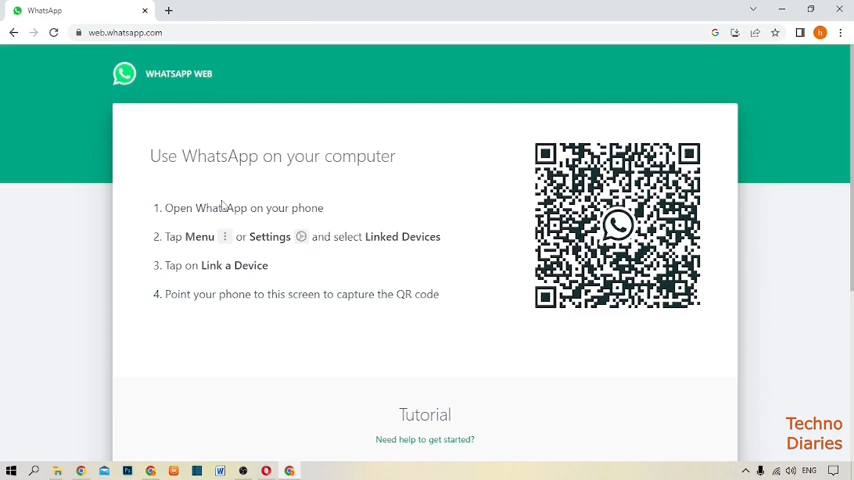 WhatsApp
web.whatsapp.com
h
WHATSAPP WEB
Use WhatsApp on your computer
1. Open WhatsApp on your phone
2. Tap Menu or Settings and select Linked Devices
3. Tap on Link a Device
4. Point your phone to this screen to capture the QR code
Tutorial
Need help to get started?
Techno
Diaries
ENG